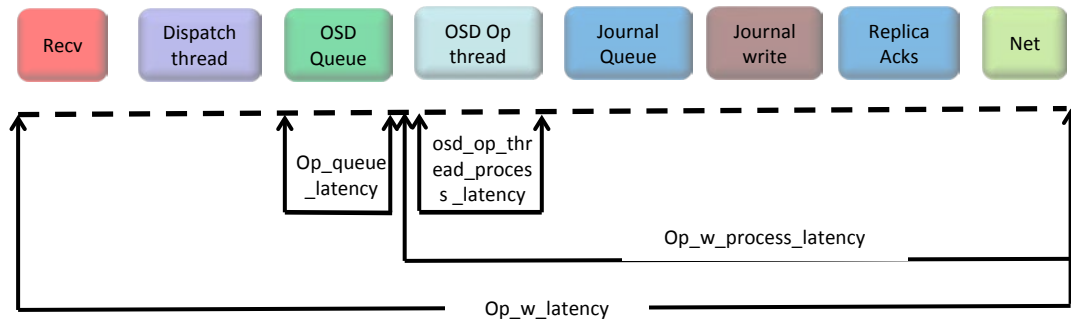 Recv
Dispatch
thread
OSD
Queue
OSD Op
thread
Journal
Queue
Journal
write
Replica
Acks
Net
Op_queue
_latency
osd_op_thr
ead_proces
s _latency
Op_w_process_latency
Op_w_latency